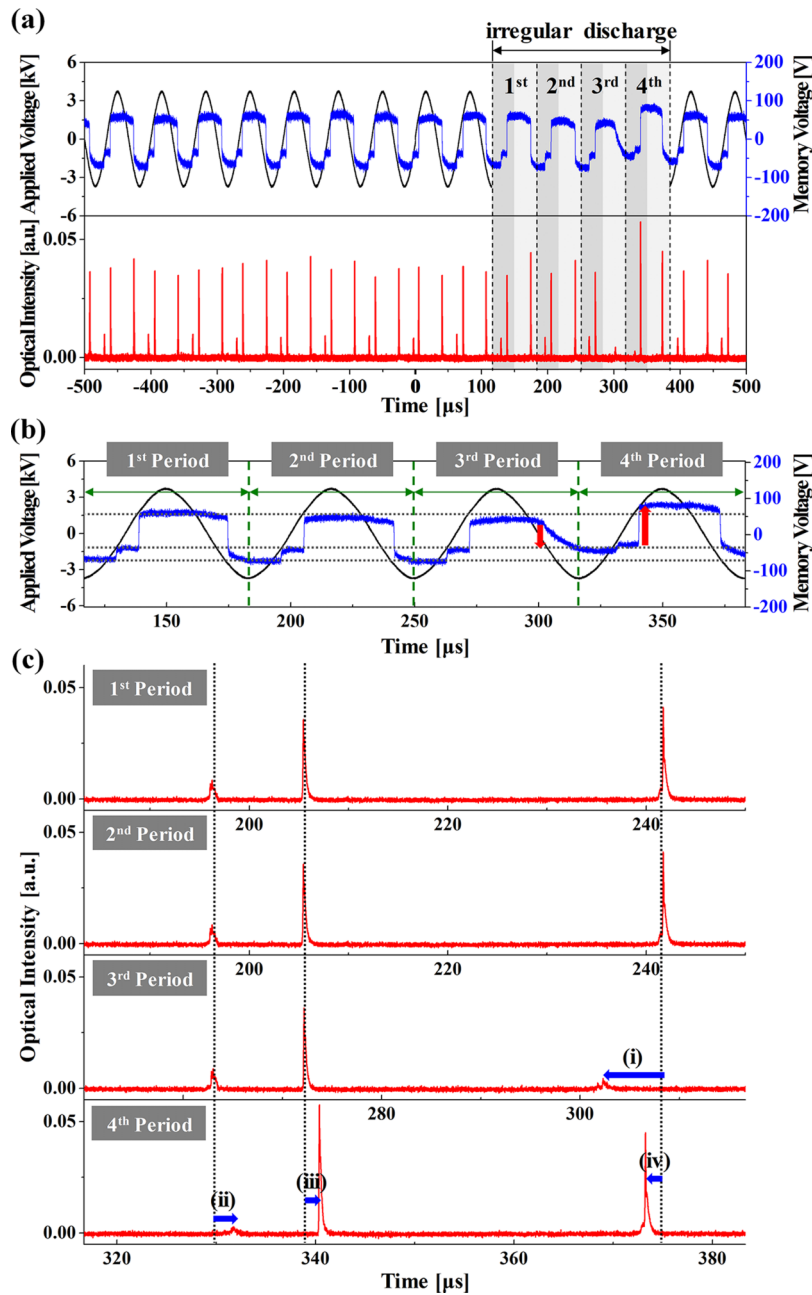 (a)
irregular discharge
1st 2nd 3rd 4th
Applied Voltage [kV]
6
3
0
-3
-6
Memory Voltage [V]
200
100
0
-100
-200
Optical Intensity [a.u.]
0.05
0.00
-500 -400 -300 -200 -100 0 100 200 300 400 500
Time [µs]
(b)
1st Period 2nd Period 3rd Period 4th Period
Applied Voltage [kV]
6
3
0
-3
-6
Memory Voltage [V]
200
100
0
-100
-200
150 200 250 300 350
Time [µs]
(c)
Optical Intensity [a.u.]
1st Period
0.05
0.00
200 220 240
2nd Period
0.05
0.00
200 220 240
3rd Period
0.05
(i)
0.00
280 300
4th Period
0.05
(ii) (iii) (iv)
0.00
320 340 360 380
Time [µs]